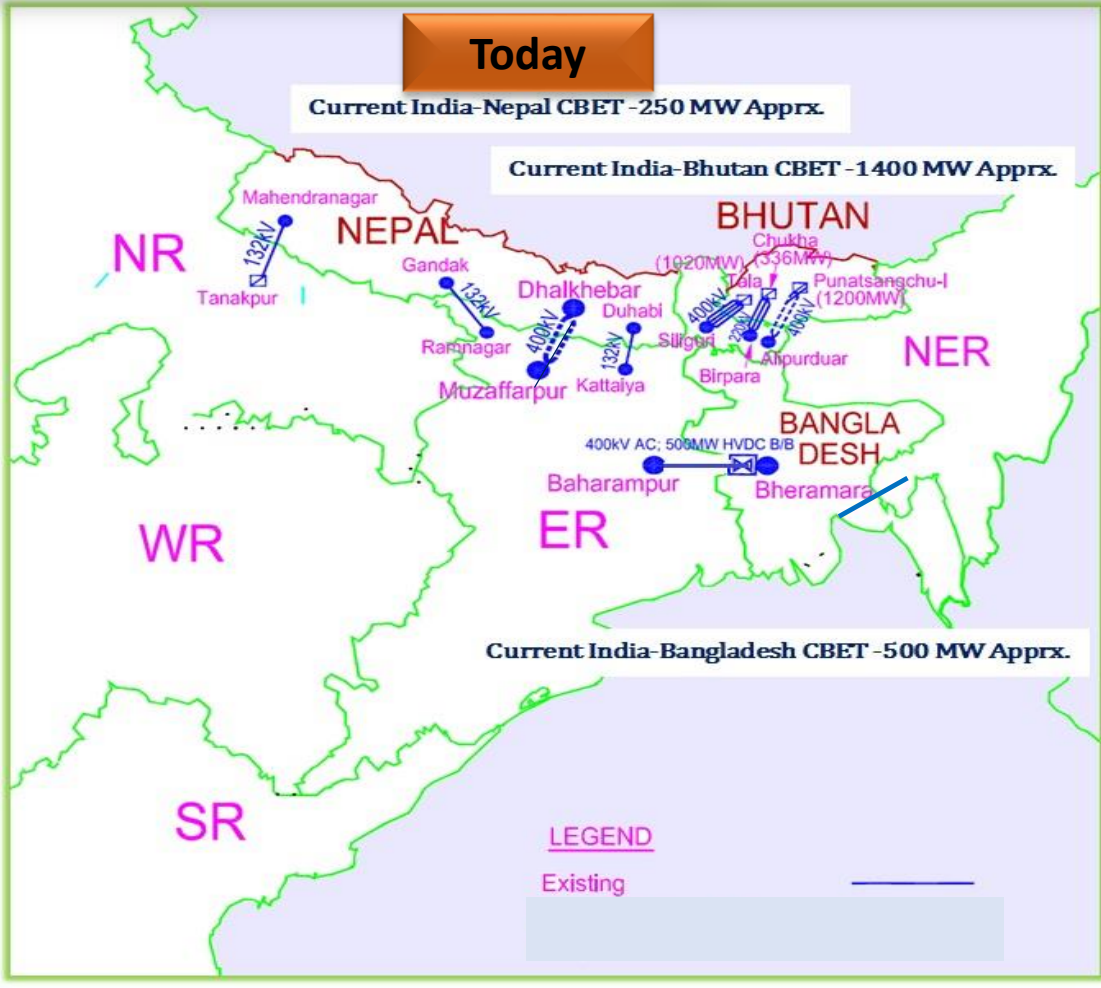 Today
Current India-Nepal CBET -250 MW Apprx.
Current India-Bhutan CBET -1400 MW Apprx.
Mahendranagar
NEPAL
BHUTAN
NR
132kV
Tanakpur
Gandak
132kV
Ramnagar
Dhalkhebar
400kV
Muzaffarpur
Duhabi
132kV
Kattaiya
(1020MW)
Tala
Chukha
(336MW)
Punatsangchu-I
(1200MW)
400kV
220kV
400kV
Siliguri
Birpara
Alipurduar
NER
BANGLA
DESH
400kV AC; 500MW HVDC B/B
Baharampur
Bheramara
WR
ER
Current India-Bangladesh CBET -500 MW Apprx.
SR
LEGEND
Existing